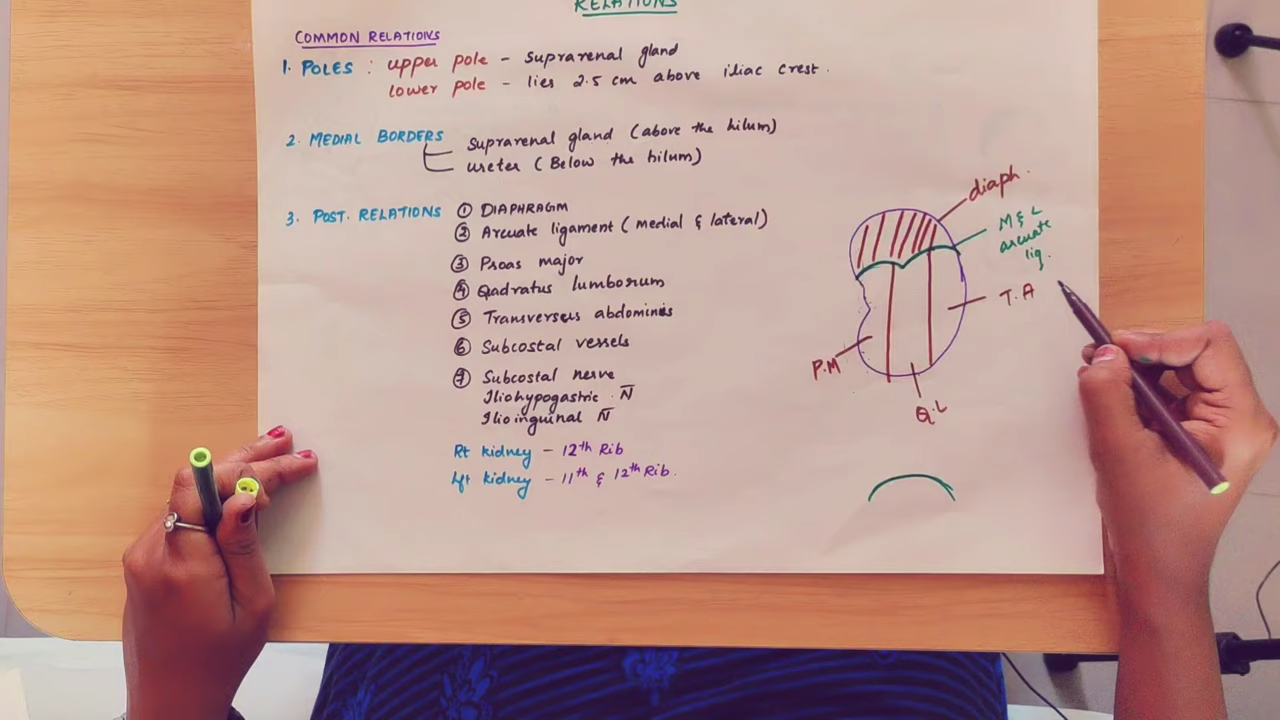 RELATIONS
COMMON RELATIONS
1. POLES : upper pole - suprarenal gland
lower pole - lies 2.5 cm above iliac crest.
2. MEDIAL BORDERS
suprarenal gland (above the hilum)
ureter (Below the hilum)
3. POST. RELATIONS
① DIAPHRAGM
② Arcuate ligament (medial & lateral)
③ Psoas major
④ Qadratus lumborum
⑤ Transversus abdominis
⑥ Subcostal vessels
⑦ Subcostal nerve
Iliohypogastric N̄
Ilioinguinal N̄
Rt kidney - 12th Rib
Lft kidney - 11th & 12th Rib.
diaph.
M & L
arcuate
lig.
T.A
P.M
Q.L